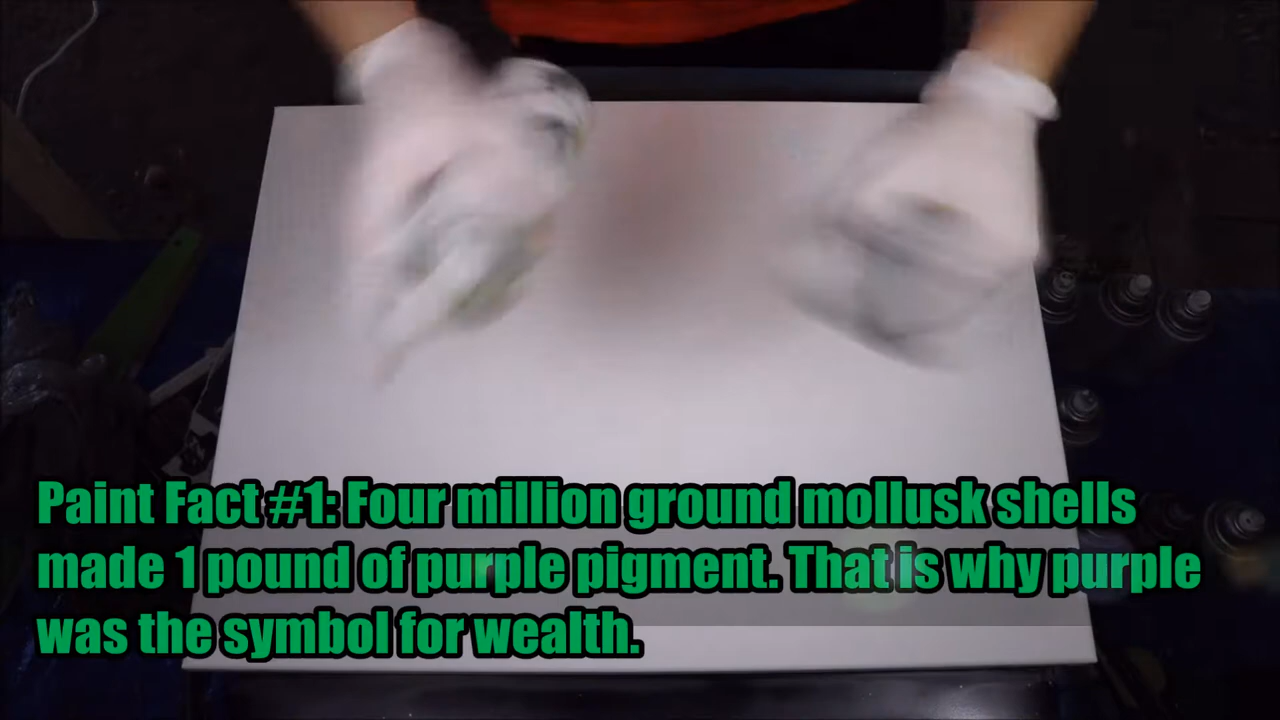 Paint Fact #1: Four million ground mollusk shells
made 1 pound of purple pigment. That is why purple
was the symbol for wealth.